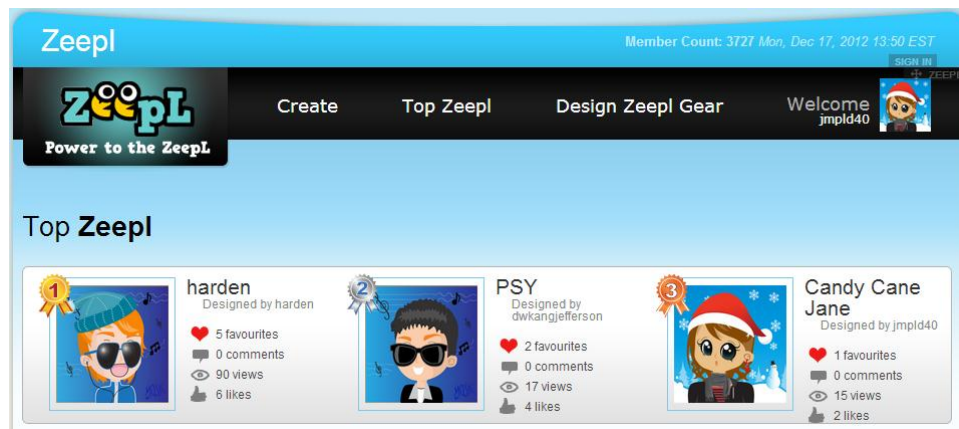 Zeepl
Member Count: 3727 Mon, Dec 17, 2012 13:50 EST
SIGN IN
ZEEPL
ZEEPL
Power to the ZeepL
Create
Top Zeepl
Design Zeepl Gear
Welcome
jmpld40
Top Zeepl
1
harden
Designed by harden
5 favourites
0 comments
90 views
6 likes
2
PSY
Designed by
dwkangjefferson
2 favourites
0 comments
17 views
4 likes
3
Candy Cane
Jane
Designed by jmpld40
1 favourites
0 comments
15 views
2 likes